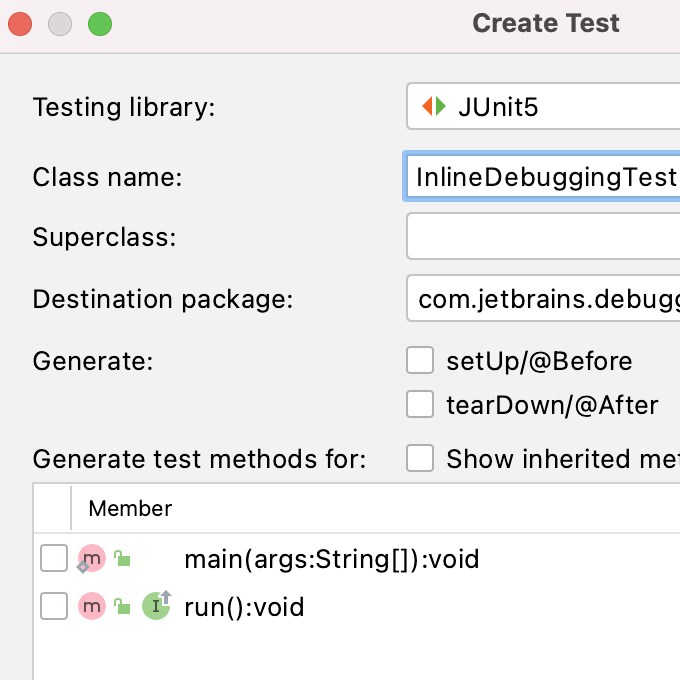 Create Test
Testing library: JUnit5
Class name: InlineDebuggingTest
Superclass:
Destination package: com.jetbrains.debugg
Generate: setUp/@Before
tearDown/@After
Generate test methods for: Show inherited met
Member
m main(args:String[]):void
m I run():void